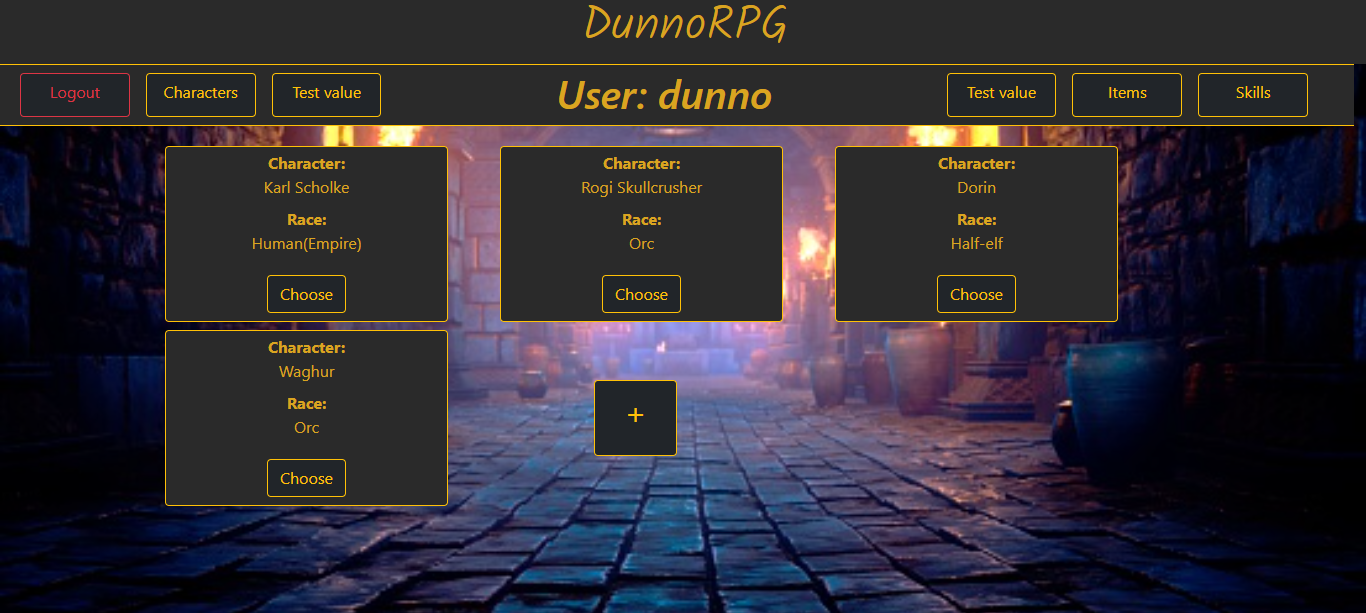 DunnoRPG
Logout Characters Test value User: dunno Test value Items Skills
Character:
Karl Scholke
Race:
Human(Empire)
Choose
Character:
Rogi Skullcrusher
Race:
Orc
Choose
Character:
Dorin
Race:
Half-elf
Choose
Character:
Waghur
Race:
Orc
Choose
+